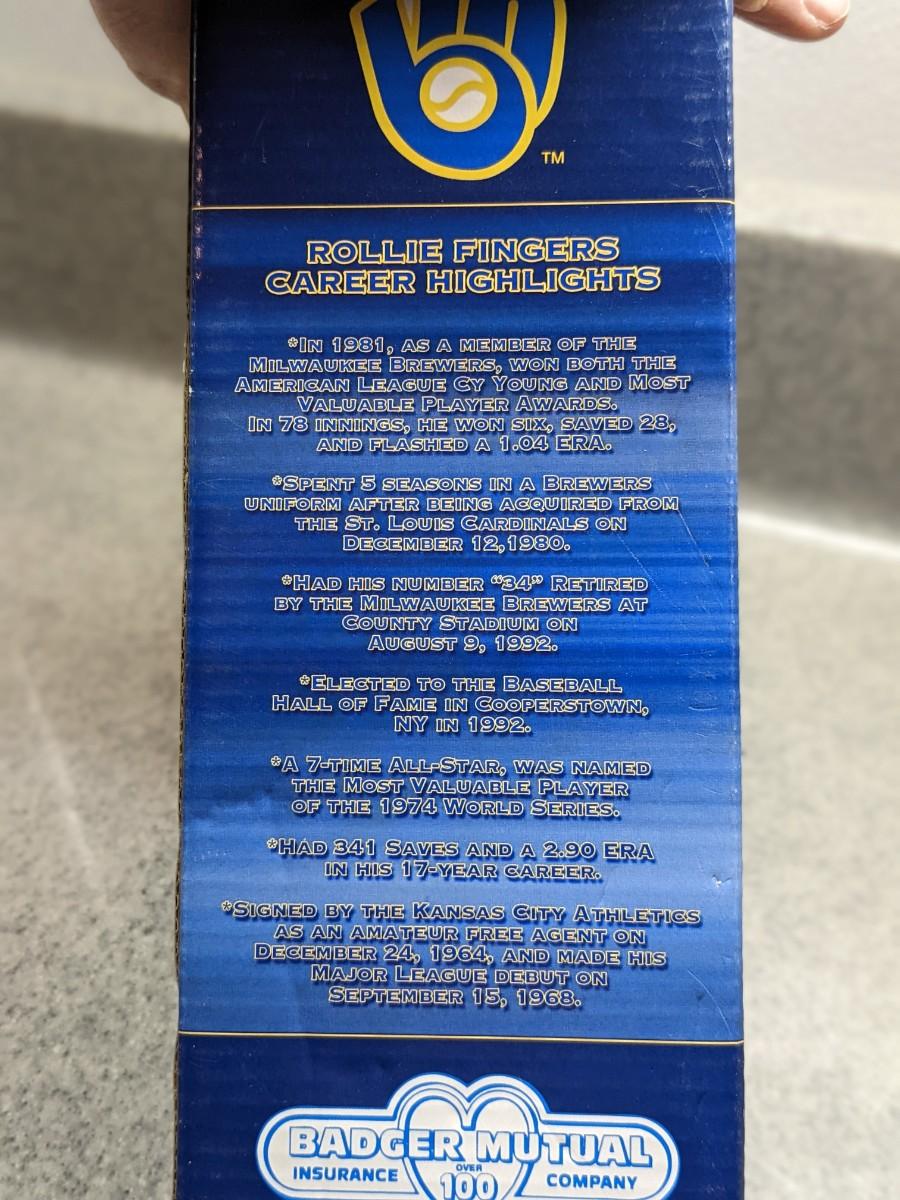 TM
ROLLIE FINGERS
CAREER HIGHLIGHTS
*IN 1981, AS A MEMBER OF THE
MILWAUKEE BREWERS, WON BOTH THE
AMERICAN LEAGUE CY YOUNG AND MOST
VALUABLE PLAYER AWARDS.
IN 78 INNINGS, HE WON SIX, SAVED 28,
AND FLASHED A 1.04 ERA.
*SPENT 5 SEASONS IN A BREWERS
UNIFORM AFTER BEING ACQUIRED FROM
THE ST. LOUIS CARDINALS ON
DECEMBER 12,1980.
*HAD HIS NUMBER “34” RETIRED
BY THE MILWAUKEE BREWERS AT
COUNTY STADIUM ON
AUGUST 9, 1992.
*ELECTED TO THE BASEBALL
HALL OF FAME IN COOPERSTOWN,
NY IN 1992.
*A 7-TIME ALL-STAR, WAS NAMED
THE MOST VALUABLE PLAYER
OF THE 1974 WORLD SERIES.
*HAD 341 SAVES AND A 2.90 ERA
IN HIS 17-YEAR CAREER.
*SIGNED BY THE KANSAS CITY ATHLETICS
AS AN AMATEUR FREE AGENT ON
DECEMBER 24, 1964, AND MADE HIS
MAJOR LEAGUE DEBUT ON
SEPTEMBER 15, 1968.
BADGER MUTUAL
INSURANCE OVER COMPANY
100